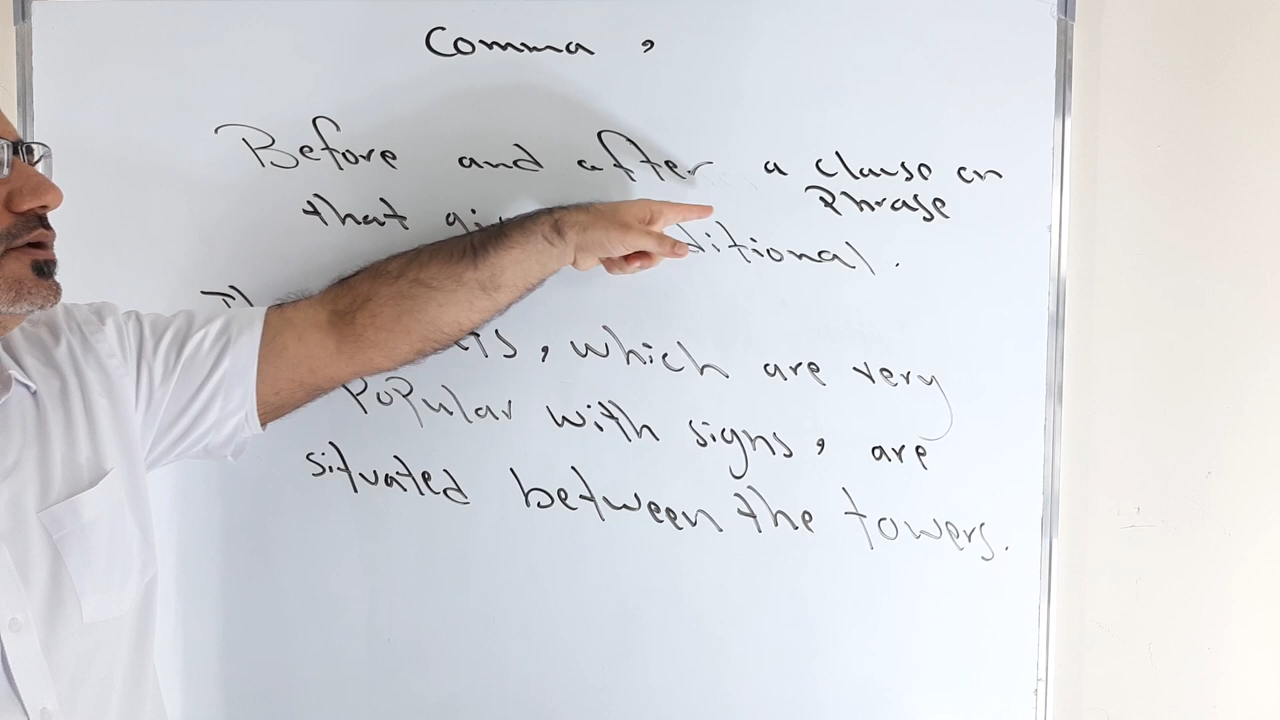 Comma ,
Before and after a clause or
Phrase
that ditional.
, which are very
Popular with signs, are
situated between the towers.